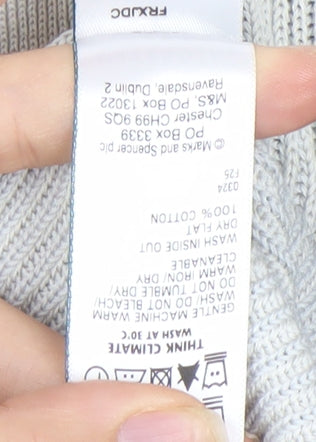 THINK CLIMATE
WASH AT 30°C
GENTLE MACHINE WARM
WASH/ DO NOT BLEACH/
DO NOT TUMBLE DRY/
WARM IRON/ DRY
CLEANABLE
WASH INSIDE OUT
DRY FLAT
100% COTTON
F25
0324
© Marks and Spencer plc
PO Box 3339
Chester CH99 9QS
M&S, PO Box 13022
Ravensdale, Dublin 2
FRXJDC